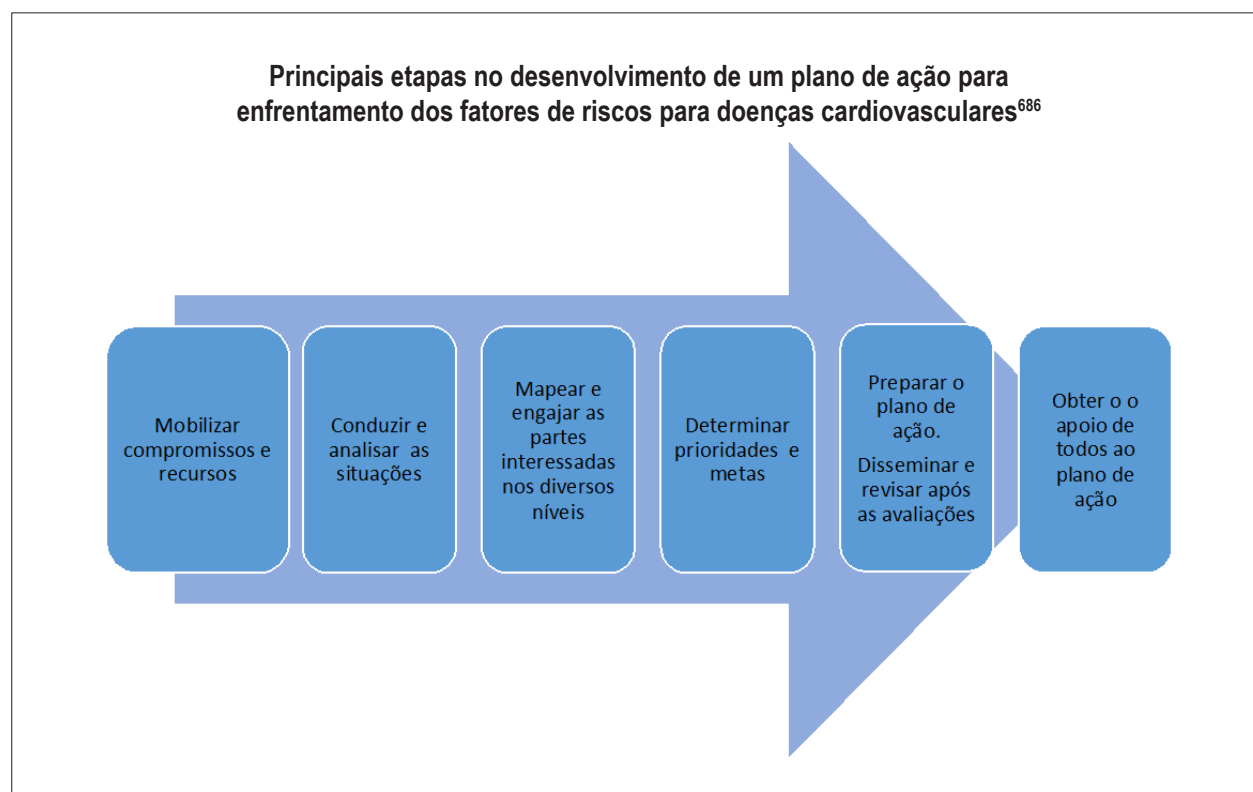 Principais etapas no desenvolvimento de um plano de ação para
enfrentamento dos fatores de riscos para doenças cardiovasculares⁶⁸⁶
Mobilizar
compromissos e
recursos
Conduzir e
analisar as
situações
Mapear e
engajar as
partes
interessadas
nos diversos
níveis
Determinar
prioridades e
metas
Preparar o
plano de
ação.
Disseminar e
revisar após
as avaliações
Obter o o
apoio de
todos ao
plano de
ação